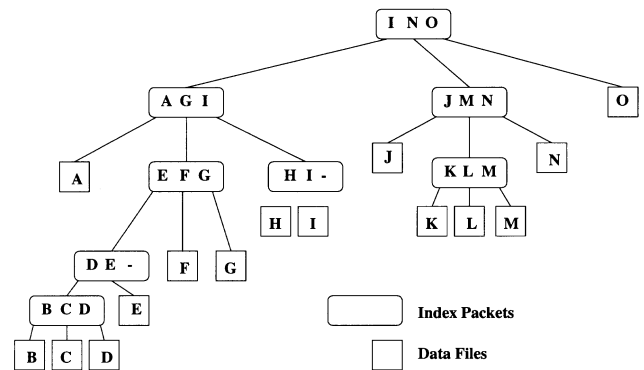 I N O
A G I
J M N
O
A
E F G
H I -
J
K L M
N
H
I
K
L
M
D E -
F
G
B C D
E
Index Packets
B
C
D
Data Files